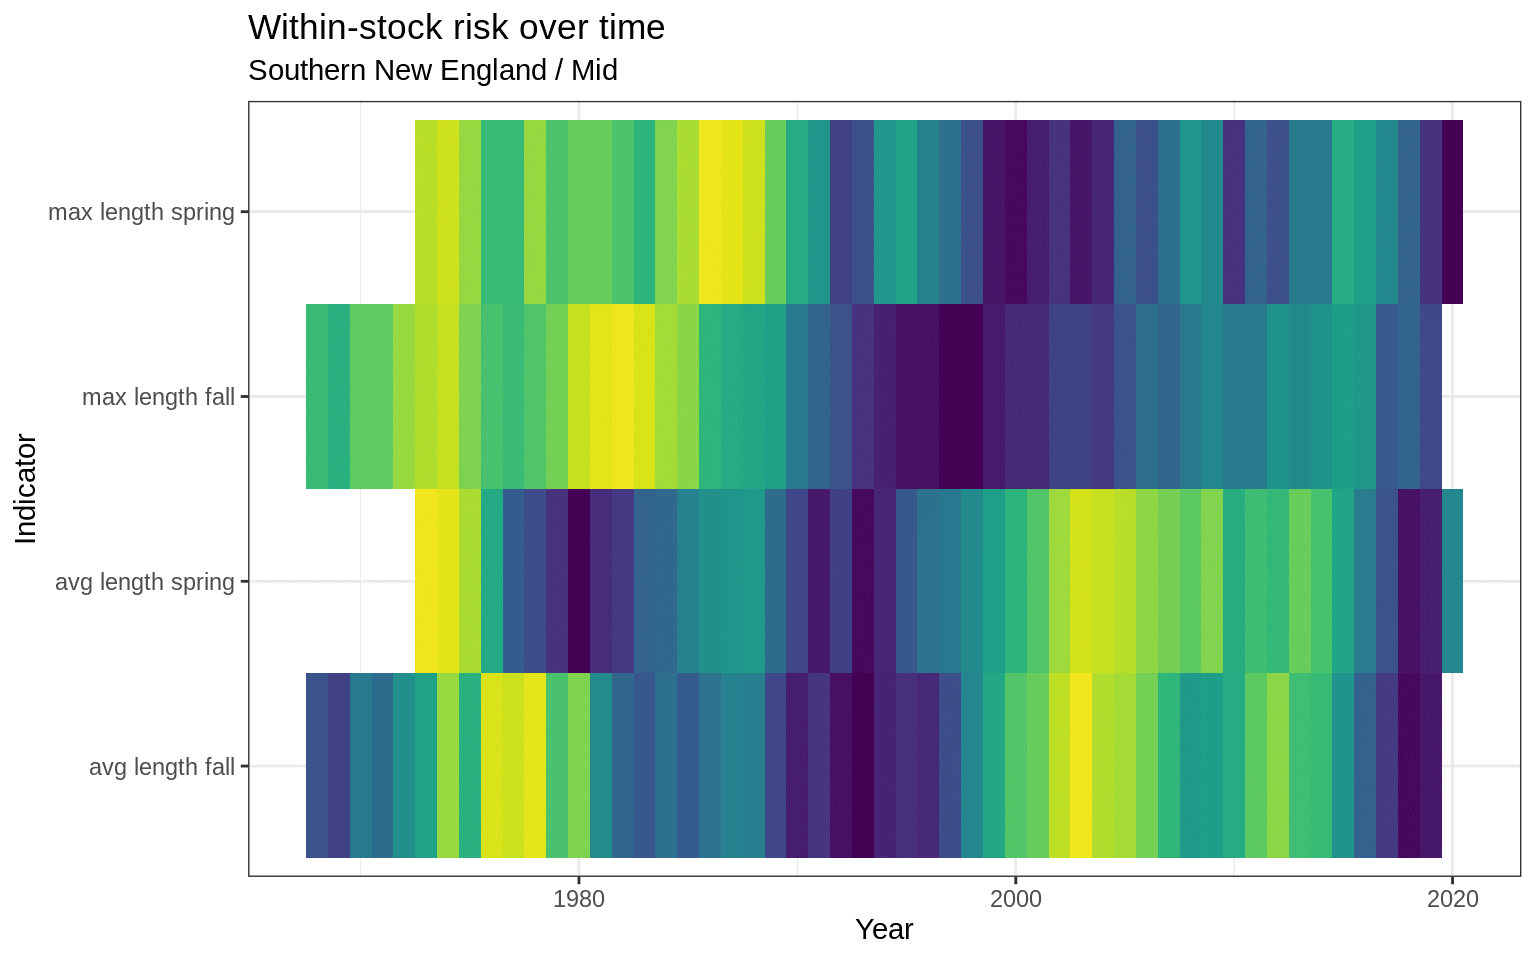 Within-stock risk over time
Southern New England / Mid
max length spring
max length fall
avg length spring
avg length fall
Indicator
1980
2000
2020
Year